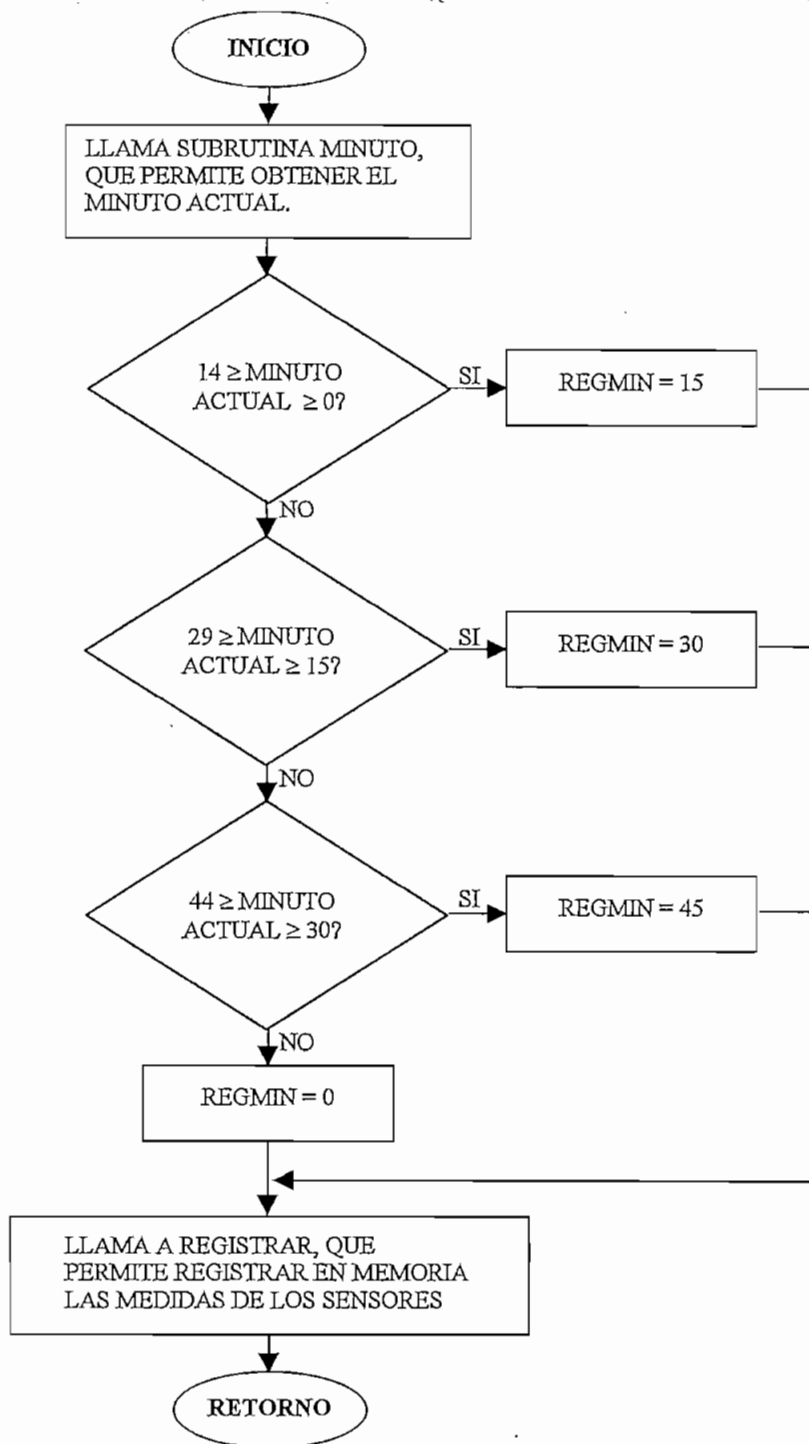 INICIO
LLAMA SUBRUTINA MINUTO,
QUE PERMITE OBTENER EL
MINUTO ACTUAL.
14 ≥ MINUTO
ACTUAL ≥ 0?
SI
REGMIN = 15
NO
29 ≥ MINUTO
ACTUAL ≥ 15?
SI
REGMIN = 30
NO
44 ≥ MINUTO
ACTUAL ≥ 30?
SI
REGMIN = 45
NO
REGMIN = 0
LLAMA A REGISTRAR, QUE
PERMITE REGISTRAR EN MEMORIA
LAS MEDIDAS DE LOS SENSORES
RETORNO